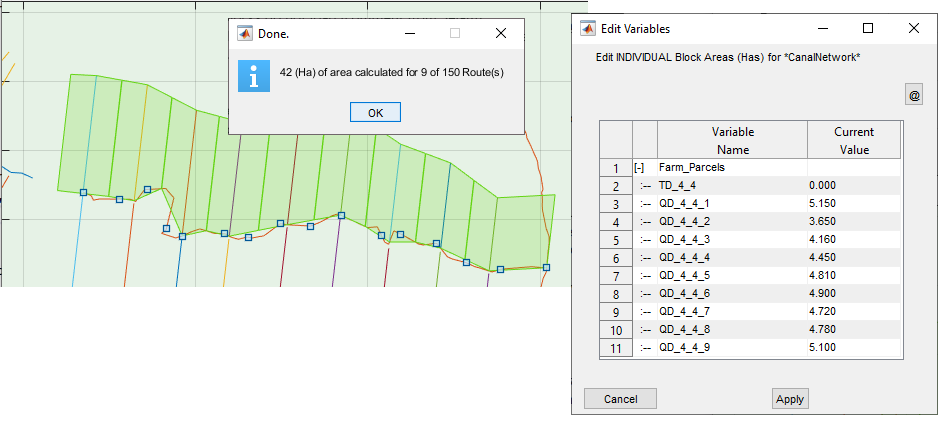 Done.
42 (Ha) of area calculated for 9 of 150 Route(s)
OK
Edit Variables
Edit INDIVIDUAL Block Areas (Has) for *CanalNetwork*
@
Variable Name Current Value
1 [-] Farm_Parcels
2 :-- TD_4_4 0.000
3 :-- QD_4_4_1 5.150
4 :-- QD_4_4_2 3.650
5 :-- QD_4_4_3 4.160
6 :-- QD_4_4_4 4.450
7 :-- QD_4_4_5 4.810
8 :-- QD_4_4_6 4.900
9 :-- QD_4_4_7 4.720
10 :-- QD_4_4_8 4.780
11 :-- QD_4_4_9 5.100
Cancel Apply